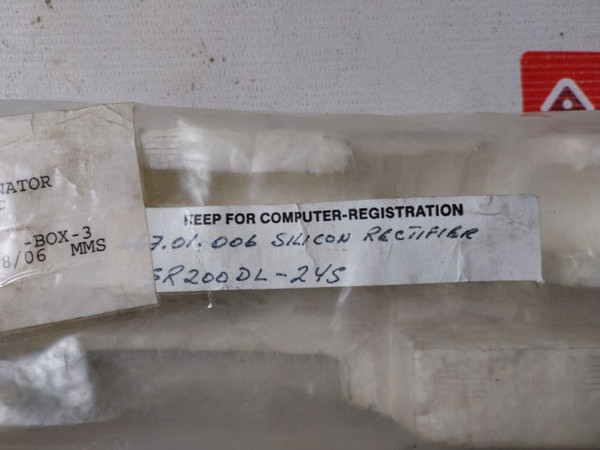 NATOR
-BOX-3
8/06 MMS
KEEP FOR COMPUTER-REGISTRATION
7.01.006 SILICON RECTIFIER
SR200DL-24S